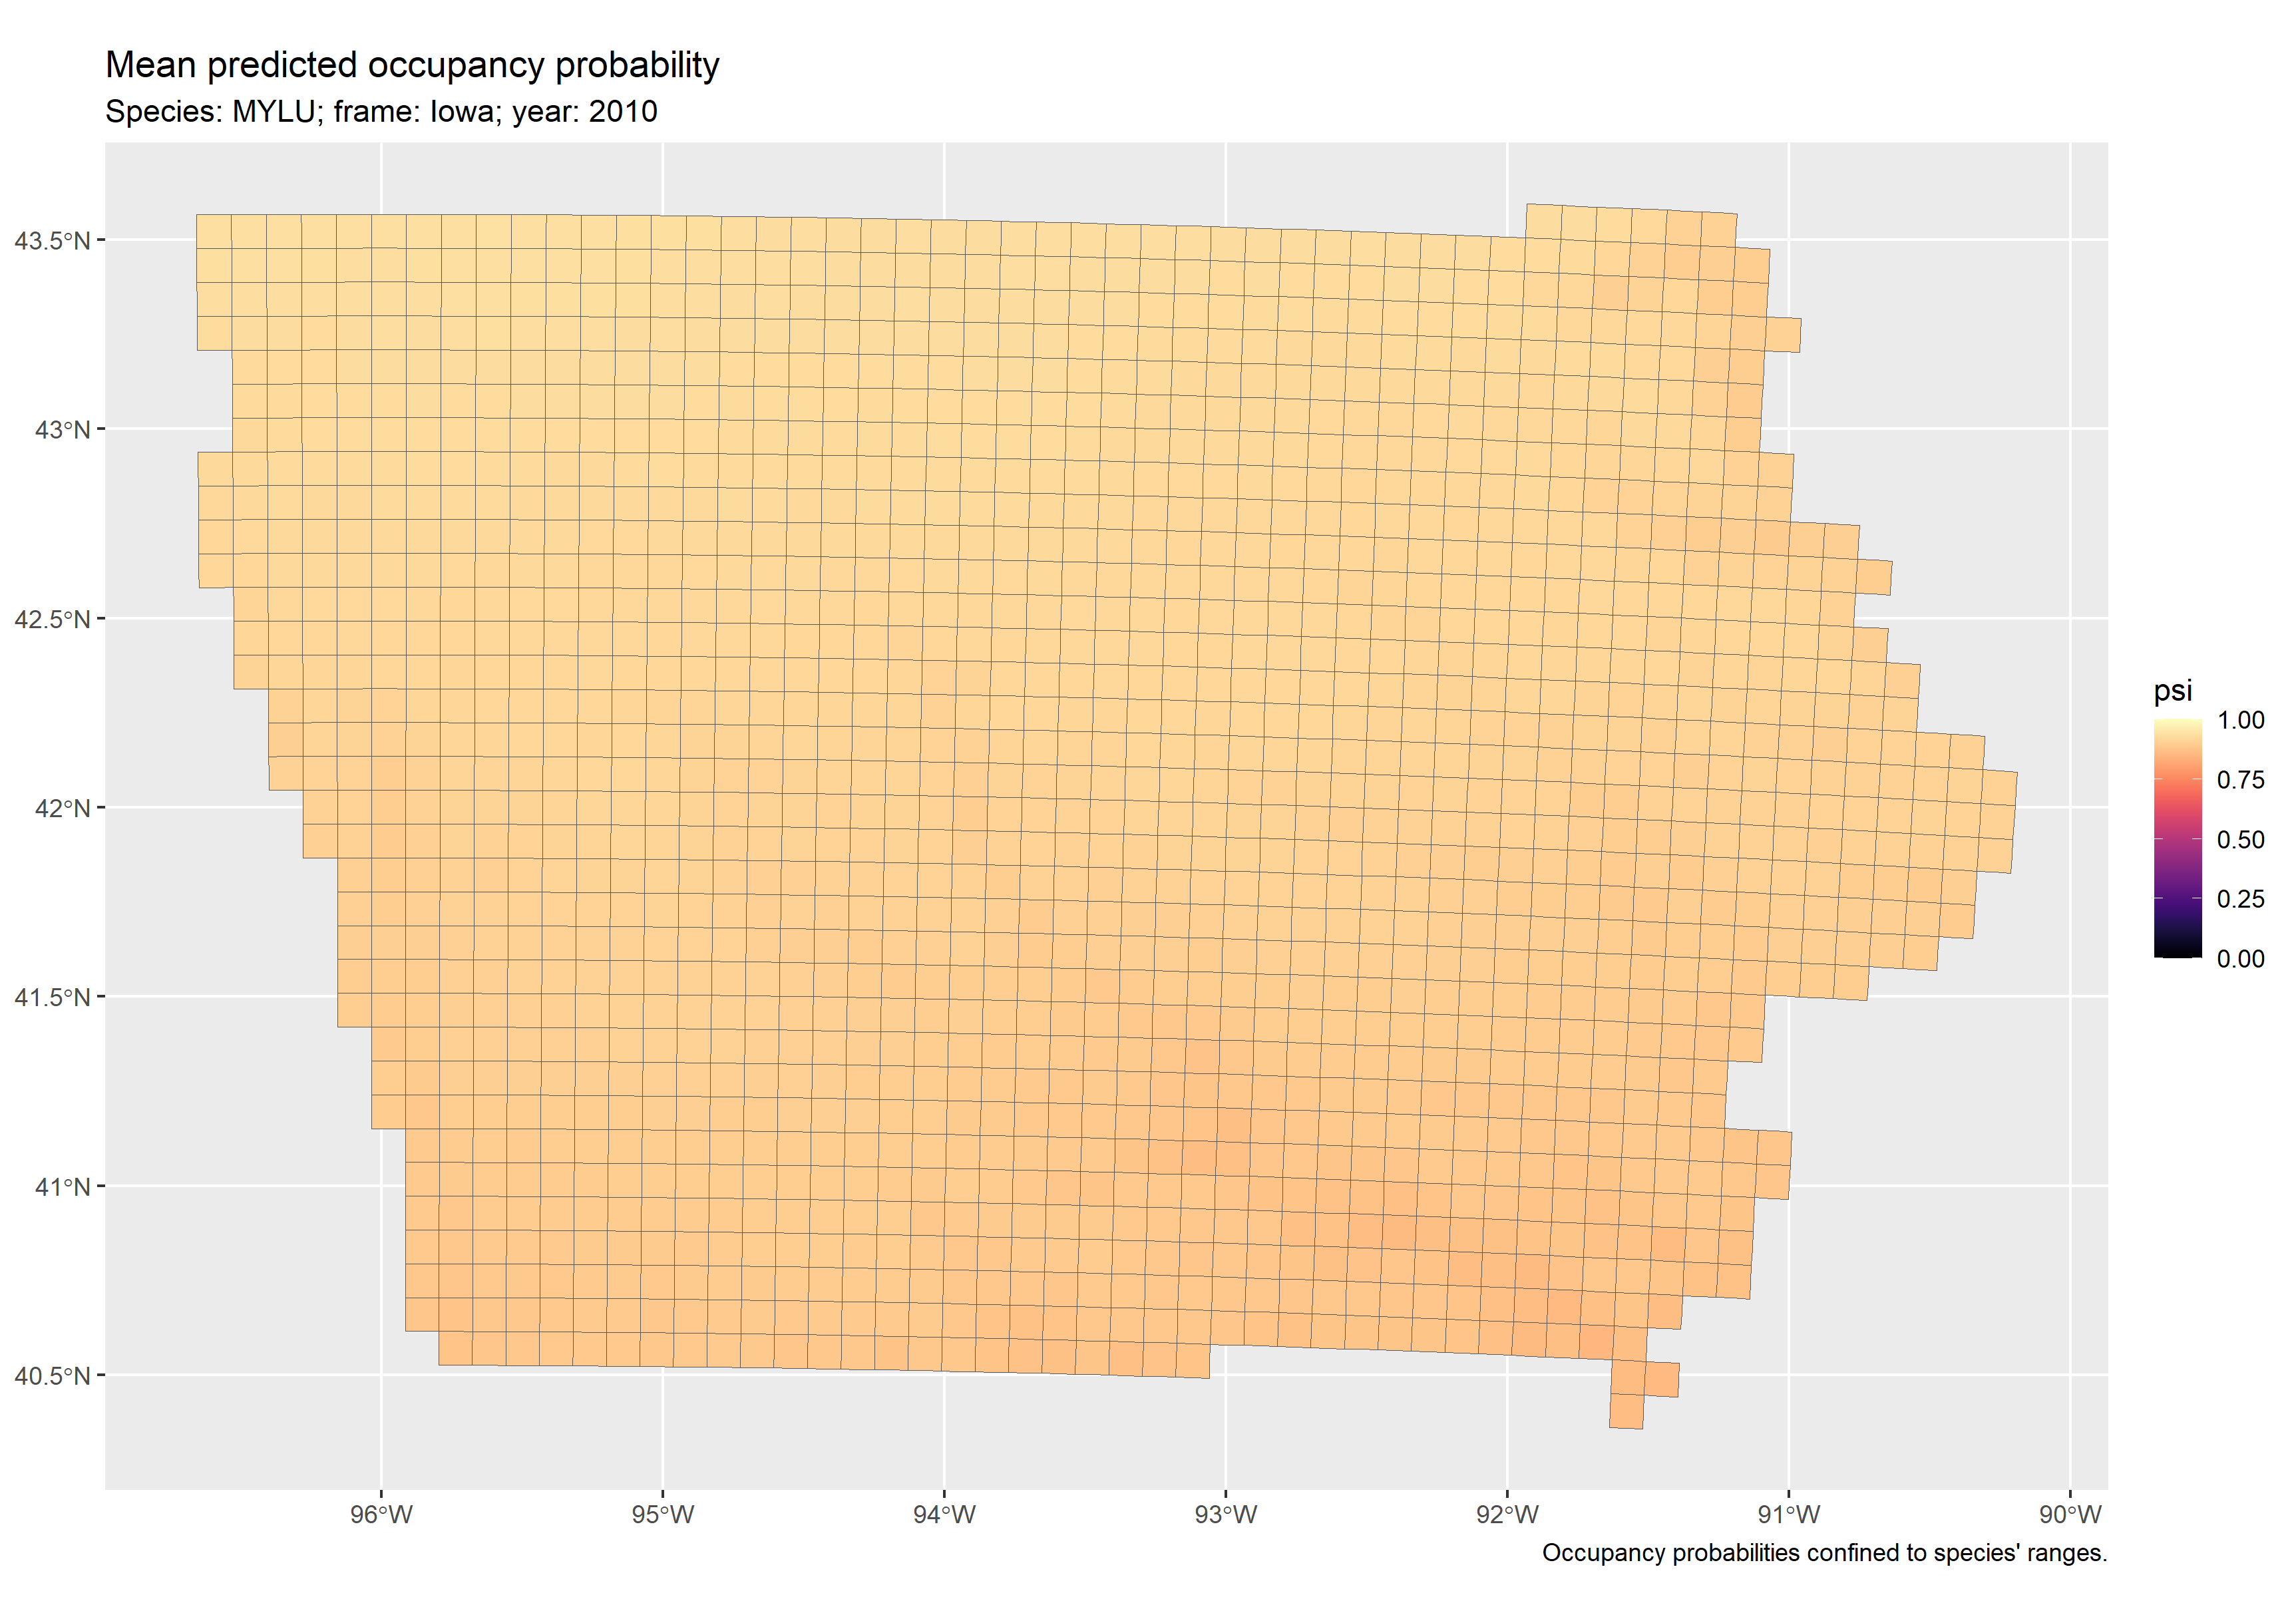 Mean predicted occupancy probability
Species: MYLU; frame: Iowa; year: 2010
43.5°N
43°N
42.5°N
42°N
41.5°N
41°N
40.5°N
96°W
95°W
94°W
93°W
92°W
91°W
90°W
psi
1.00
0.75
0.50
0.25
0.00
Occupancy probabilities confined to species' ranges.